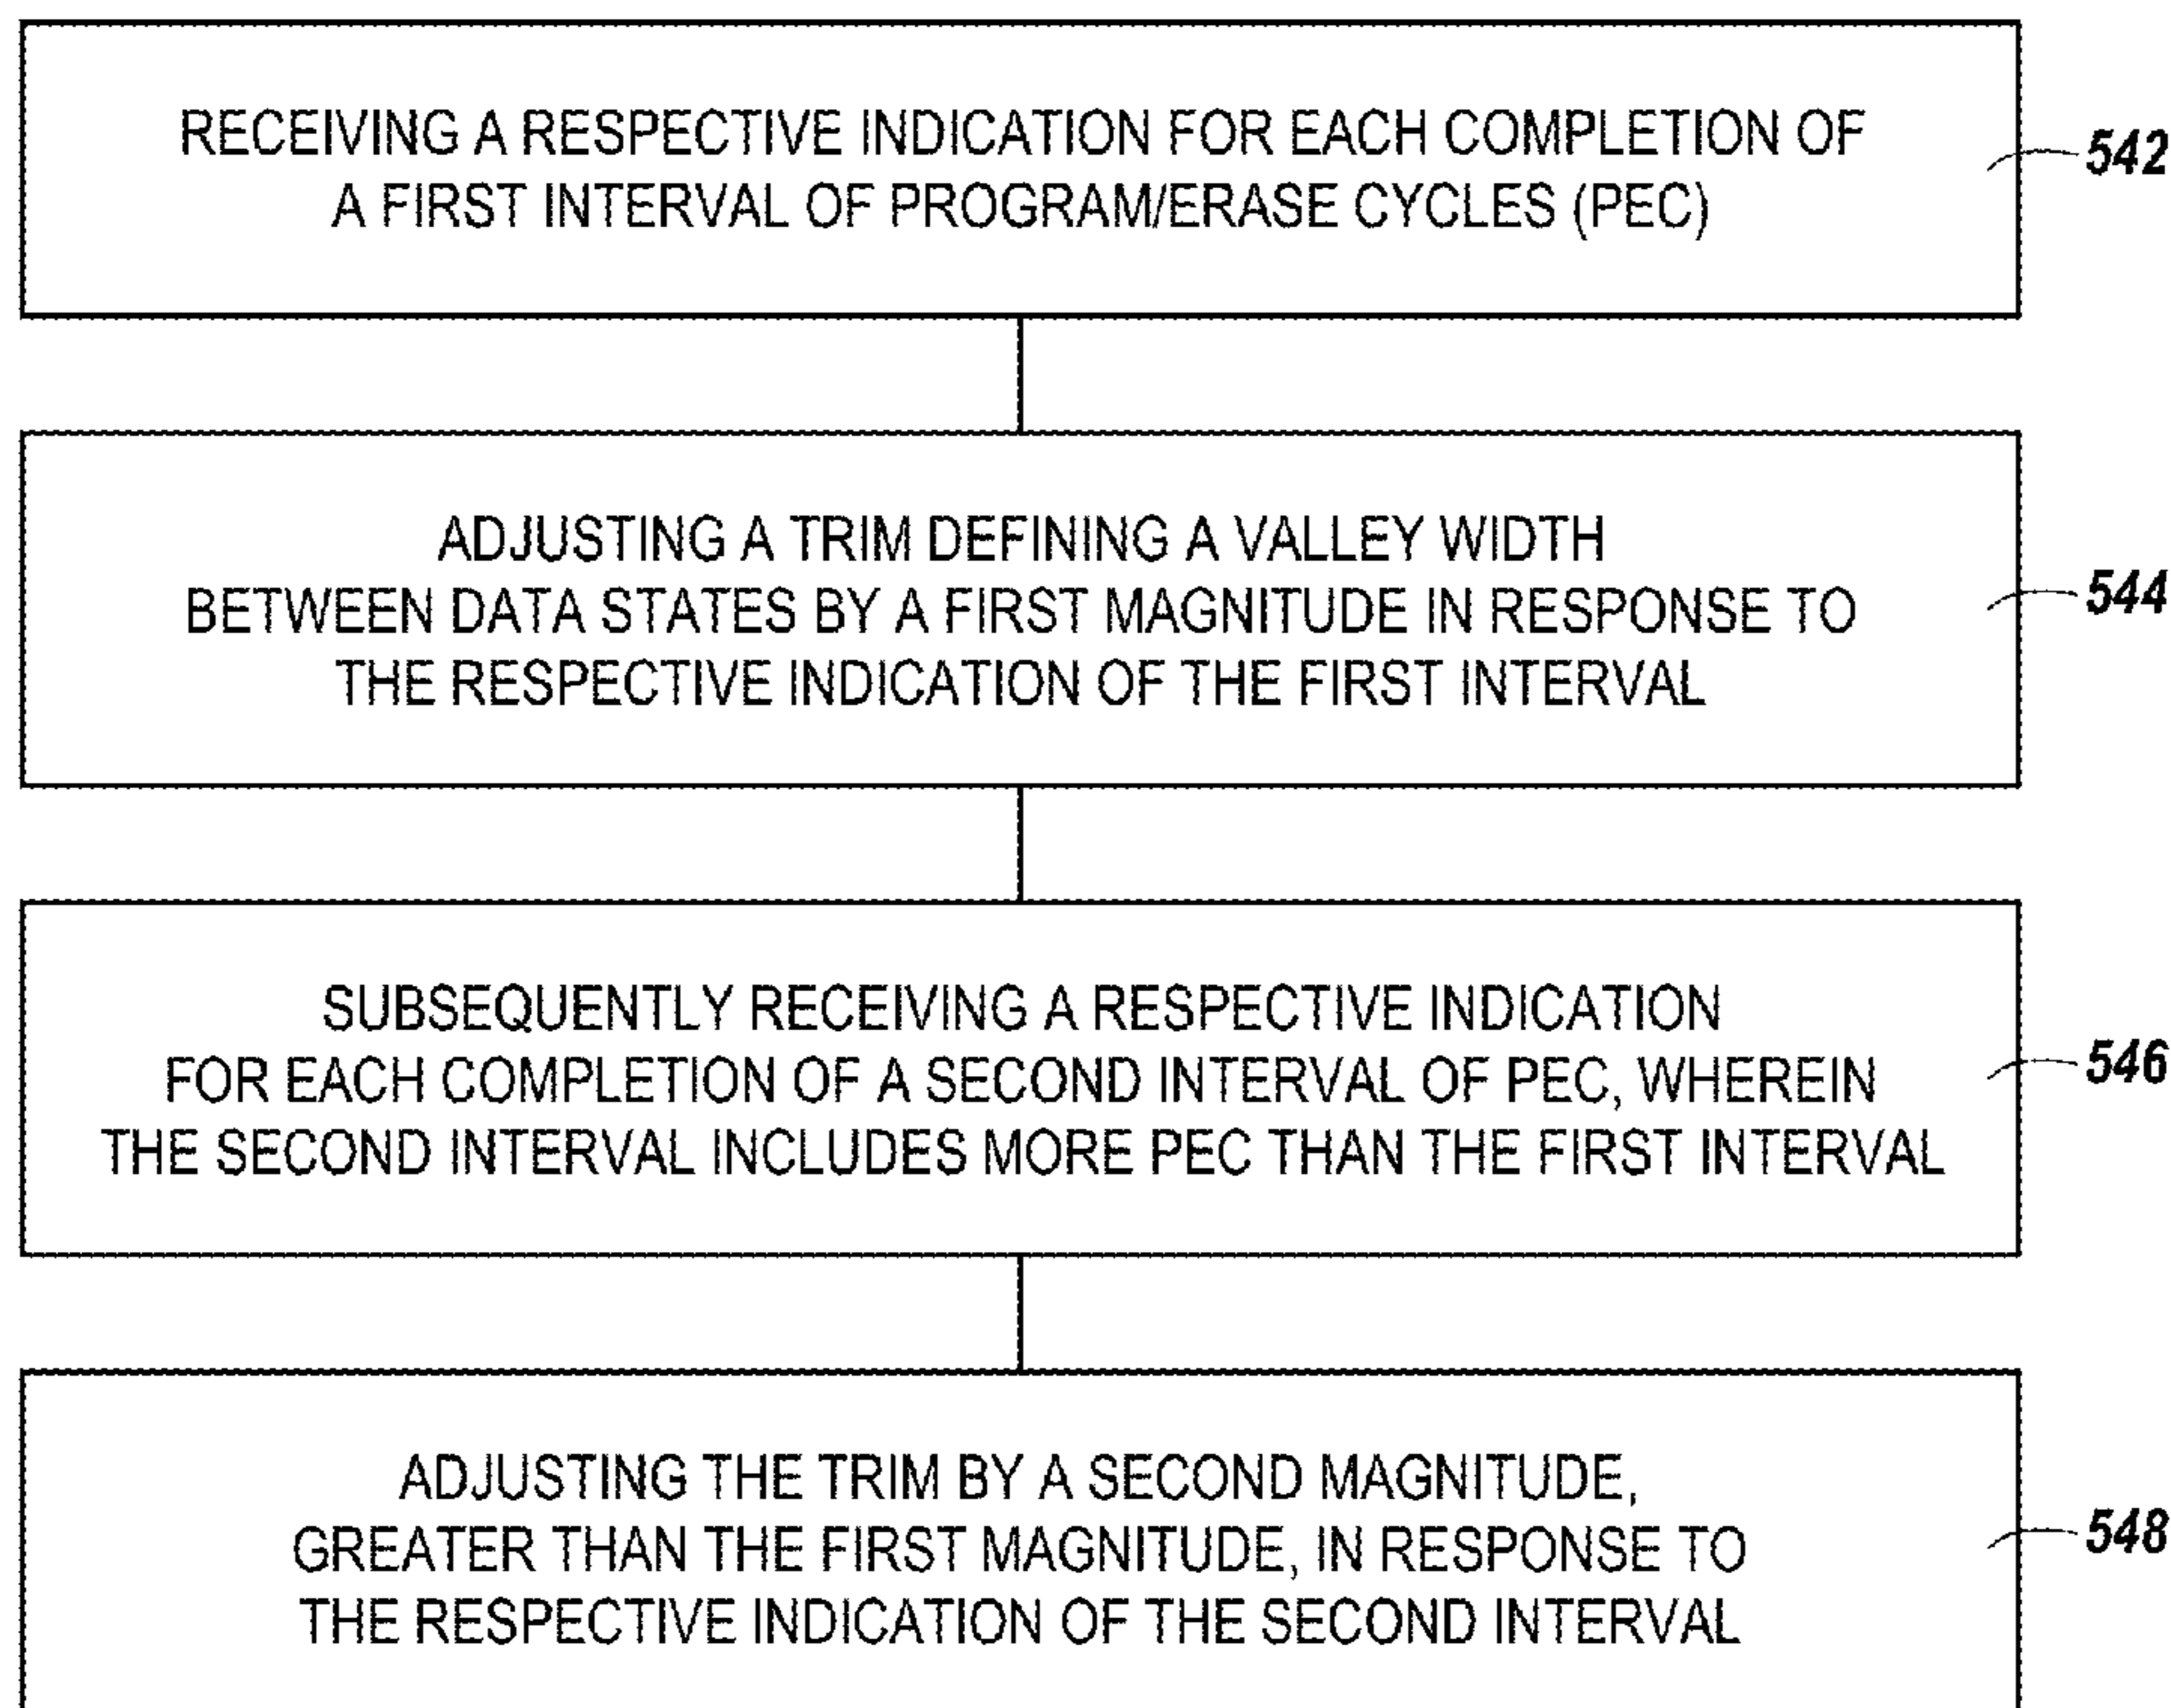 RECEIVING A RESPECTIVE INDICATION FOR EACH COMPLETION OF
A FIRST INTERVAL OF PROGRAM/ERASE CYCLES (PEC)
542
ADJUSTING A TRIM DEFINING A VALLEY WIDTH
BETWEEN DATA STATES BY A FIRST MAGNITUDE IN RESPONSE TO
THE RESPECTIVE INDICATION OF THE FIRST INTERVAL
544
SUBSEQUENTLY RECEIVING A RESPECTIVE INDICATION
FOR EACH COMPLETION OF A SECOND INTERVAL OF PEC, WHEREIN
THE SECOND INTERVAL INCLUDES MORE PEC THAN THE FIRST INTERVAL
546
ADJUSTING THE TRIM BY A SECOND MAGNITUDE,
GREATER THAN THE FIRST MAGNITUDE, IN RESPONSE TO
THE RESPECTIVE INDICATION OF THE SECOND INTERVAL
548